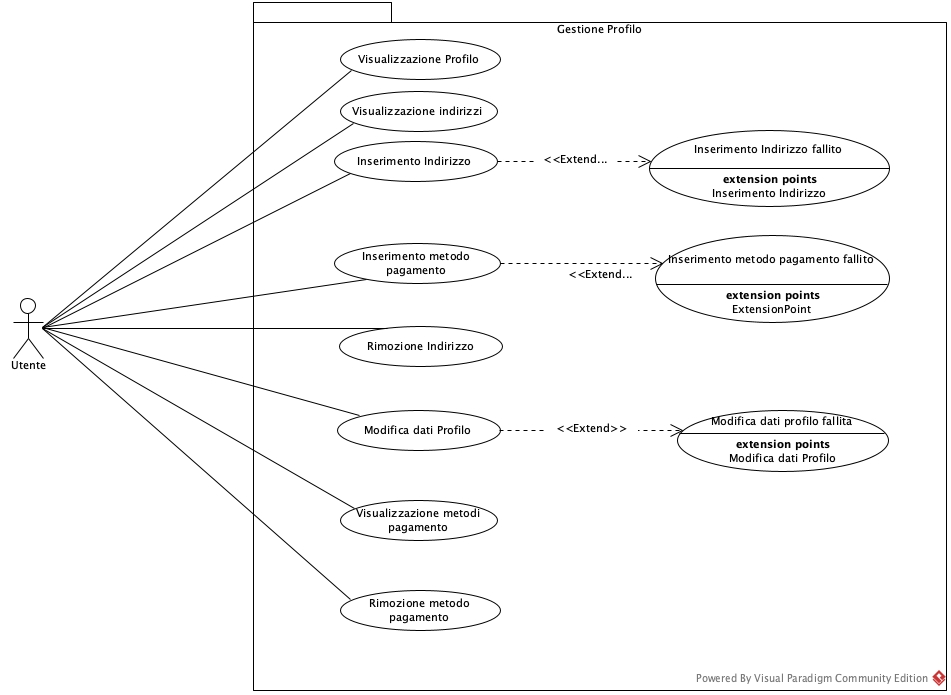 Gestione Profilo
Visualizzazione Profilo
Visualizzazione indirizzi
Inserimento Indirizzo
<<Extend...
Inserimento Indirizzo fallito
extension points
Inserimento Indirizzo
Inserimento metodo
pagamento
<<Extend...
Inserimento metodo pagamento fallito
extension points
ExtensionPoint
Utente
Rimozione Indirizzo
Modifica dati Profilo
<<Extend>>
Modifica dati profilo fallita
extension points
Modifica dati Profilo
Visualizzazione metodi
pagamento
Rimozione metodo
pagamento
Powered By Visual Paradigm Community Edition